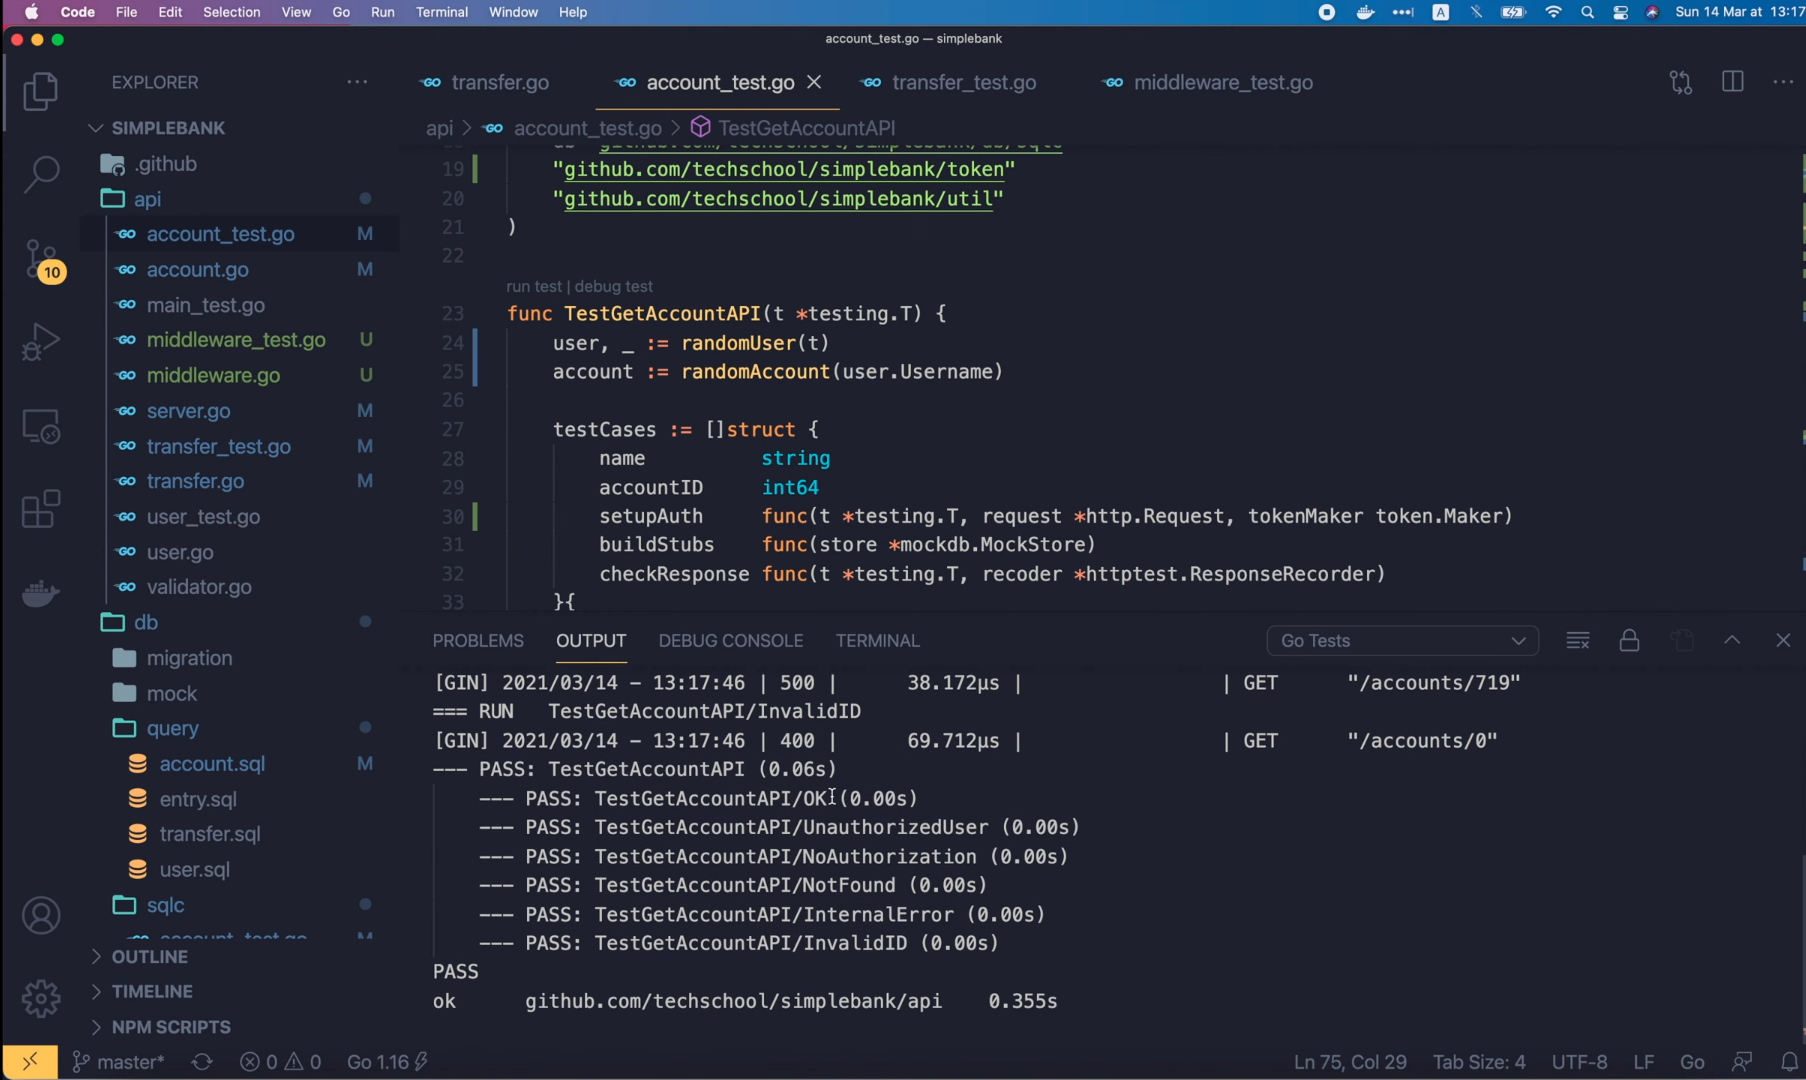 Code File Edit Selection View Go Run Terminal Window Help
A
Sun 14 Mar at 13:17
account_test.go — simplebank
EXPLORER
SIMPLEBANK
.github
api
account_test.go M
account.go M
main_test.go
middleware_test.go U
middleware.go U
server.go M
transfer_test.go M
transfer.go M
user_test.go
user.go
validator.go
db
migration
mock
query
account.sql M
entry.sql
transfer.sql
user.sql
sqlc
OUTLINE
TIMELINE
NPM SCRIPTS
10
transfer.go account_test.go transfer_test.go middleware_test.go
api > account_test.go > TestGetAccountAPI
19 "github.com/techschool/simplebank/token"
20 "github.com/techschool/simplebank/util"
21 )
22
run test | debug test
23 func TestGetAccountAPI(t *testing.T) {
24 user, _ := randomUser(t)
25 account := randomAccount(user.Username)
26
27 testCases := []struct {
28 name string
29 accountID int64
30 setupAuth func(t *testing.T, request *http.Request, tokenMaker token.Maker)
31 buildStubs func(store *mockdb.MockStore)
32 checkResponse func(t *testing.T, recoder *httptest.ResponseRecorder)
33 }{
PROBLEMS OUTPUT DEBUG CONSOLE TERMINAL Go Tests
[GIN] 2021/03/14 - 13:17:46 | 500 | 38.172µs | | GET "/accounts/719"
=== RUN TestGetAccountAPI/InvalidID
[GIN] 2021/03/14 - 13:17:46 | 400 | 69.712µs | | GET "/accounts/0"
--- PASS: TestGetAccountAPI (0.06s)
--- PASS: TestGetAccountAPI/OK (0.00s)
--- PASS: TestGetAccountAPI/UnauthorizedUser (0.00s)
--- PASS: TestGetAccountAPI/NoAuthorization (0.00s)
--- PASS: TestGetAccountAPI/NotFound (0.00s)
--- PASS: TestGetAccountAPI/InternalError (0.00s)
--- PASS: TestGetAccountAPI/InvalidID (0.00s)
PASS
ok github.com/techschool/simplebank/api 0.355s
master* 0 0 Go 1.16 Ln 75, Col 29 Tab Size: 4 UTF-8 LF Go